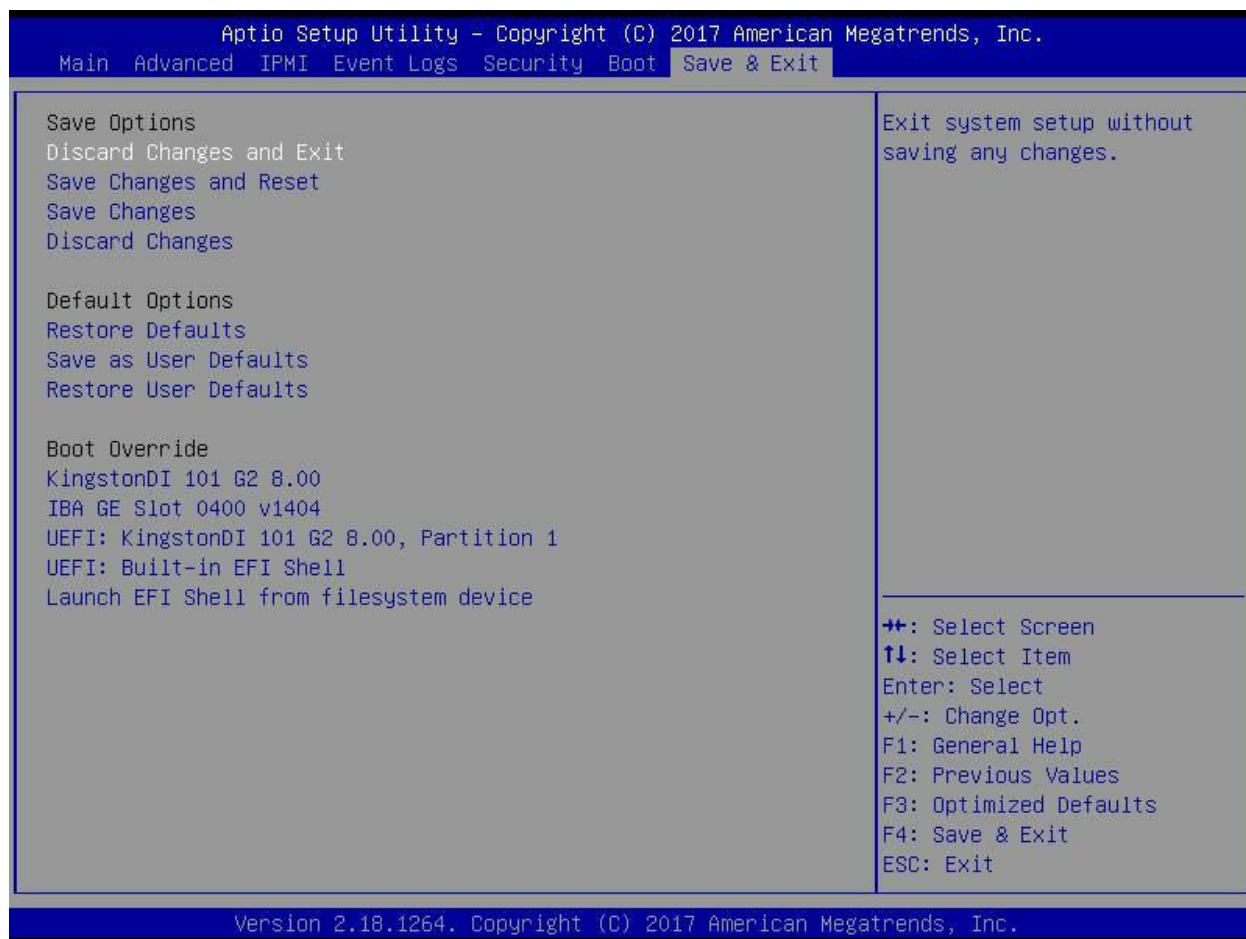 Aptio Setup Utility – Copyright (C) 2017 American Megatrends, Inc.
Main Advanced IPMI Event Logs Security Boot Save & Exit
Save Options
Discard Changes and Exit
Save Changes and Reset
Save Changes
Discard Changes
Default Options
Restore Defaults
Save as User Defaults
Restore User Defaults
Boot Override
KingstonDI 101 G2 8.00
IBA GE Slot 0400 v1404
UEFI: KingstonDI 101 G2 8.00, Partition 1
UEFI: Built-in EFI Shell
Launch EFI Shell from filesystem device
Exit system setup without
saving any changes.
→←: Select Screen
↑↓: Select Item
Enter: Select
+/-: Change Opt.
F1: General Help
F2: Previous Values
F3: Optimized Defaults
F4: Save & Exit
ESC: Exit
Version 2.18.1264. Copyright (C) 2017 American Megatrends, Inc.